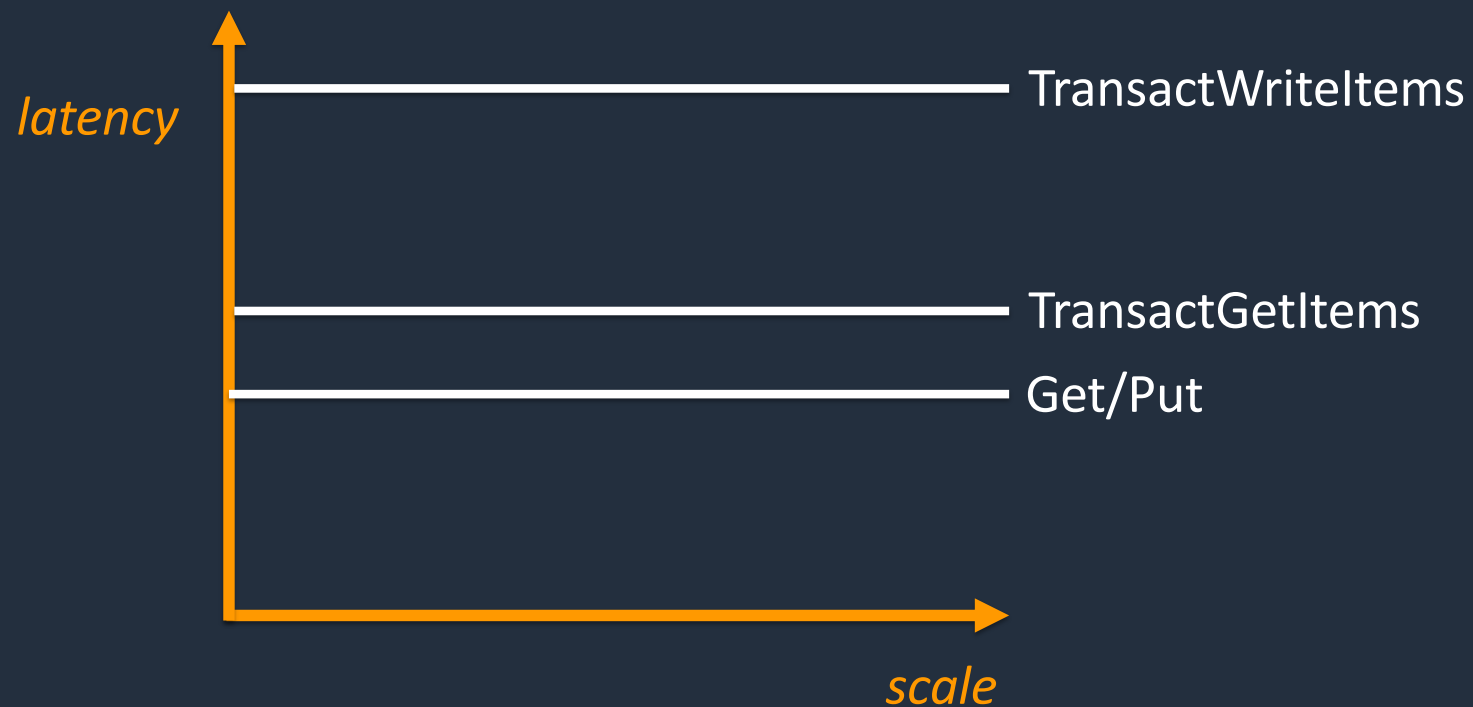 TransactWriteItems
latency
TransactGetItems
Get/Put
scale